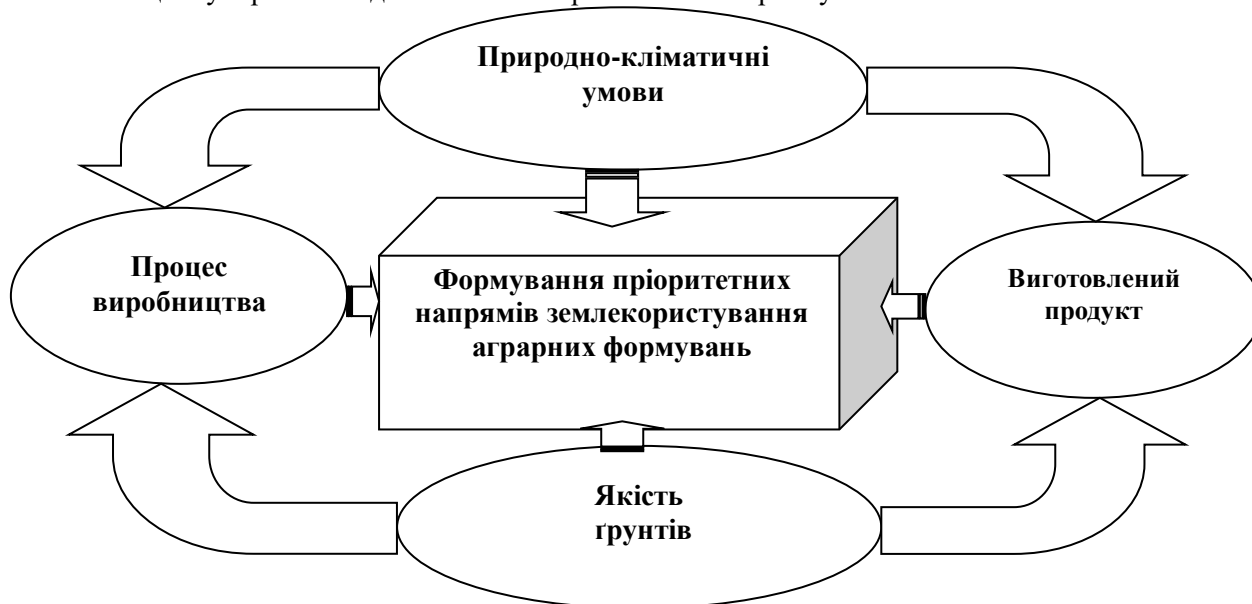 Природно-кліматичні
умови
Процес
виробництва
Формування пріоритетних
напрямів землекористування
аграрних формувань
Виготовлений
продукт
Якість
ґрунтів